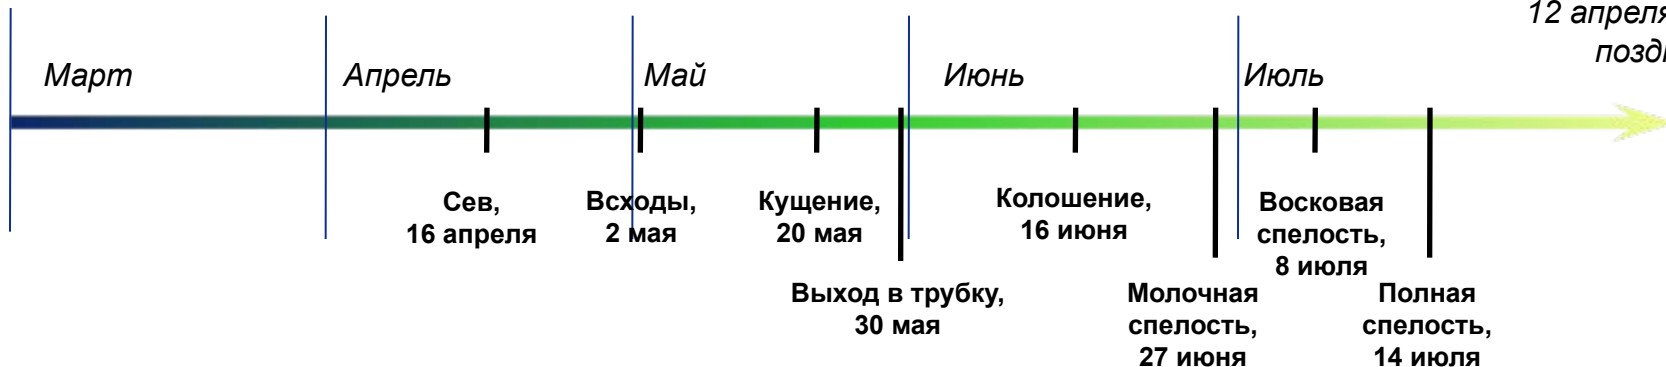 12 апреля
Март
Апрель
Май
Июнь
Июль
Сев,
16 апреля
Всходы,
2 мая
Кущение,
20 мая
Выход в трубку,
30 мая
Колошение,
16 июня
Молочная
спелость,
27 июня
Восковая
спелость,
8 июля
Полная
спелость,
14 июля